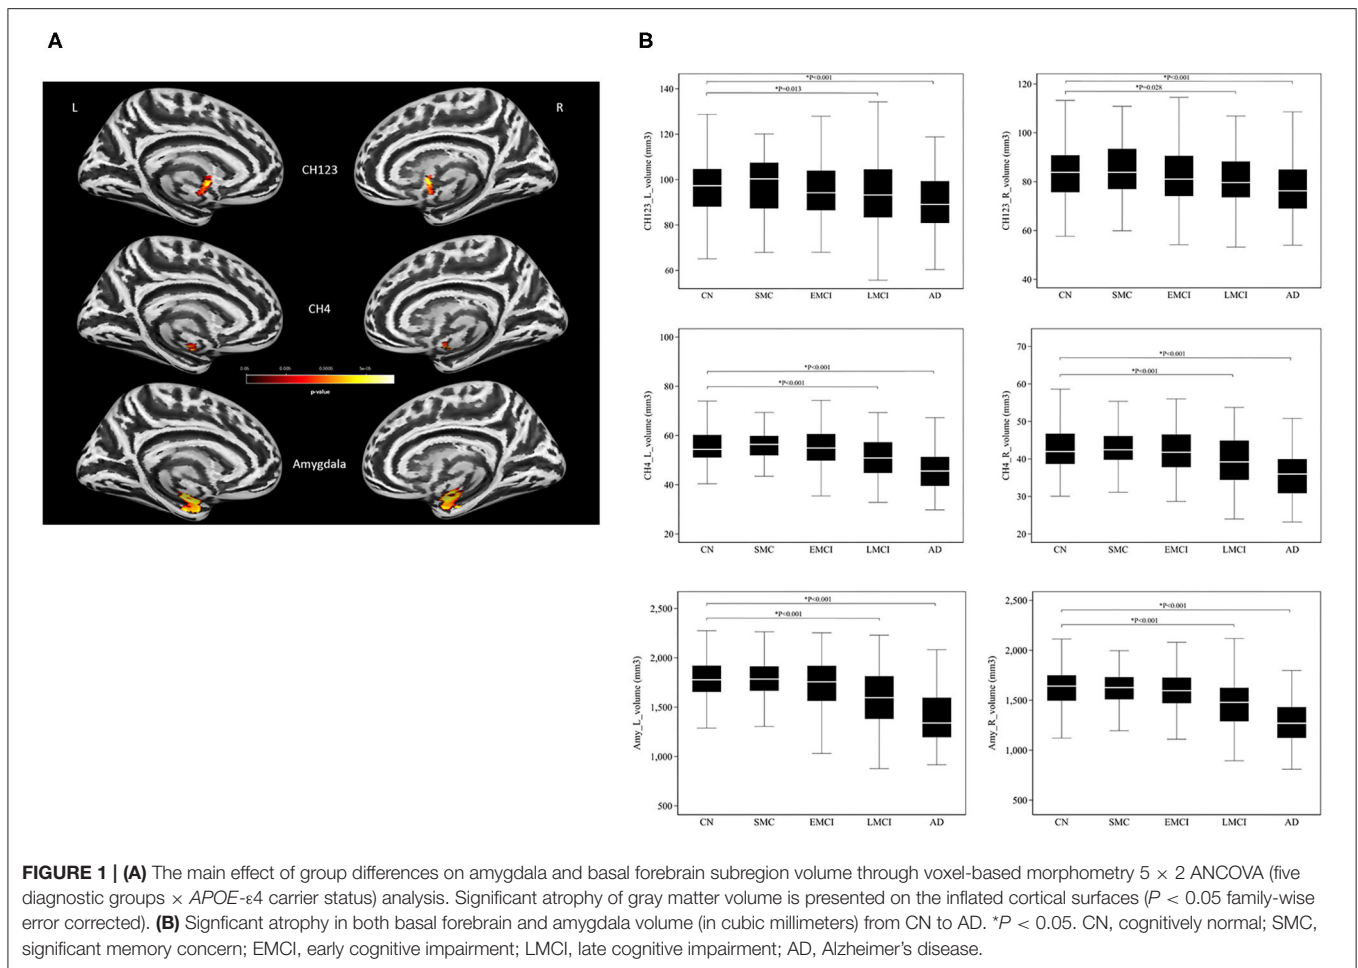 A
B
L
R
CH123
CH4
0.05 0.005 0.0005 5e-05
p-value
Amygdala
*P<0.001
*P=0.013
140
120
100
80
60
CH123_L_volume (mm3)
CN SMC EMCI LMCI AD
*P<0.001
*P=0.028
120
100
80
60
40
CH123_R_volume (mm3)
CN SMC EMCI LMCI AD
100
80
60
40
20
*P<0.001
*P<0.001
CH4_L_volume (mm3)
CN SMC EMCI LMCI AD
70
60
50
40
30
20
*P<0.001
*P<0.001
CH4_R_volume (mm3)
CN SMC EMCI LMCI AD
2,500
2,000
1,500
1,000
500
*P<0.001
*P<0.001
Amy_L_volume (mm3)
CN SMC EMCI LMCI AD
2,500
2,000
1,500
1,000
500
*P<0.001
*P<0.001
Amy_R_volume (mm3)
CN SMC EMCI LMCI AD
FIGURE 1 | (A) The main effect of group differences on amygdala and basal forebrain subregion volume through voxel-based morphometry 5 × 2 ANCOVA (five
diagnostic groups × APOE-ε4 carrier status) analysis. Significant atrophy of gray matter volume is presented on the inflated cortical surfaces (P < 0.05 family-wise
error corrected). (B) Signficant atrophy in both basal forebrain and amygdala volume (in cubic millimeters) from CN to AD. *P < 0.05. CN, cognitively normal; SMC,
significant memory concern; EMCI, early cognitive impairment; LMCI, late cognitive impairment; AD, Alzheimer's disease.